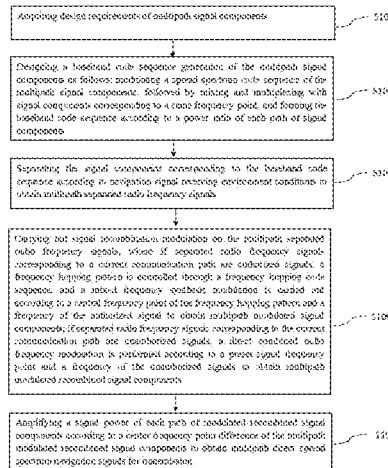 Acquiring design requirements of multipath signal components
Designing a baseband code sequence generation of the multipath signal
components as follows: modulating a spread spectrum code sequence of the
multipath signal components, followed by mixing and multiplexing with
signal components corresponding to a same frequency point, and forming the
baseband code sequence according to a power ratio of each path of signal
components
Separating the signal components corresponding to the baseband code
sequence according to navigation signal receiving environment conditions to
obtain multipath separated radio frequency signals
Carrying out signal recombination modulation on the multipath separated
radio frequency signals, where if separated radio frequency signals
corresponding to a current communication path are authorized signals, a
frequency hopping pattern is controlled through a frequency hopping code
sequence, and a mixed frequency synthesis modulation is carried out
according to a central frequency point of the frequency hopping pattern and a
frequency of the authorized signal to obtain multipath modulated signal
components; if separated radio frequency signals corresponding to the current
communication path are unauthorized signals, a direct combined radio
frequency modulation is performed according to a preset signal frequency
point and a frequency of the unauthorized signals to obtain multipath
modulated recombined signal components
Amplifying a signal power of each path of modulated recombined signal
components according to a center frequency point difference of the multipath
modulated recombined signal components to obtain multipath direct spread
spectrum navigation signals for transmission